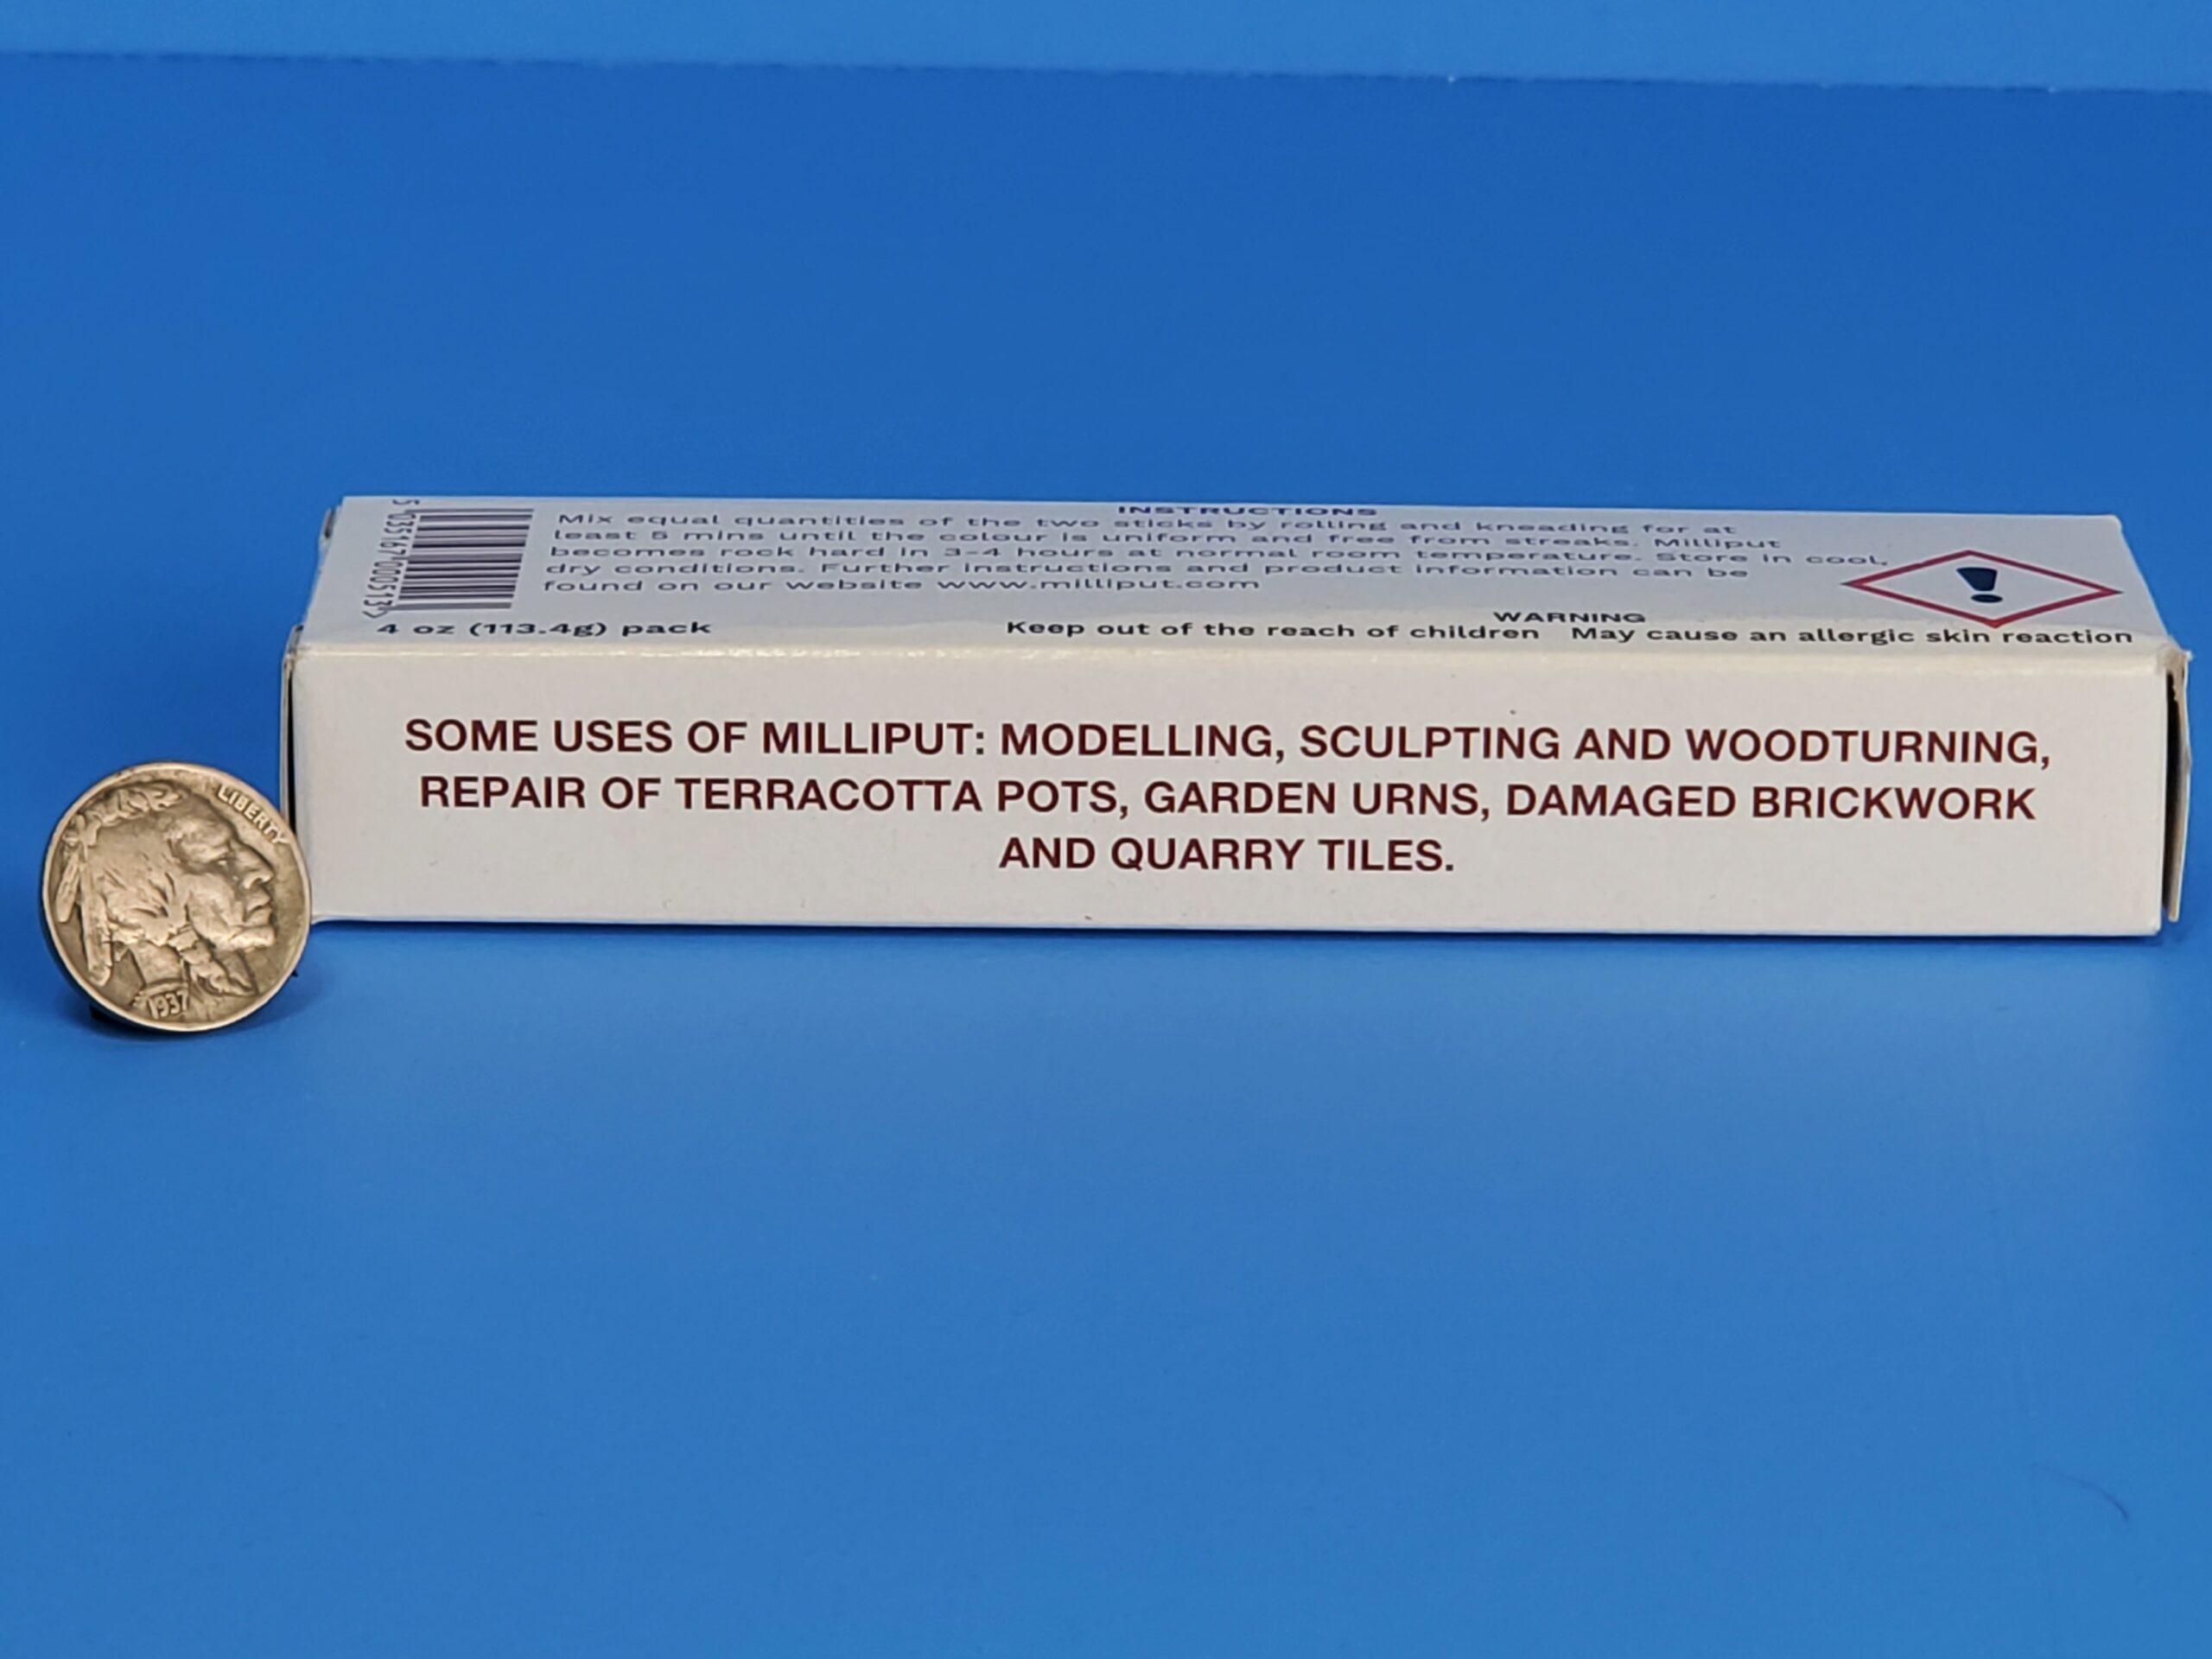 5 035167 000513 >
INSTRUCTIONS
Mix equal quantities of the two sticks by rolling and kneading for at
least 5 mins until the colour is uniform and free from streaks. Milliput
becomes rock hard in 3-4 hours at normal room temperature. Store in cool,
dry conditions. Further instructions and product information can be
found on our website www.milliput.com
4 oz (113.4g) pack
WARNING
Keep out of the reach of children May cause an allergic skin reaction
SOME USES OF MILLIPUT: MODELLING, SCULPTING AND WOODTURNING,
REPAIR OF TERRACOTTA POTS, GARDEN URNS, DAMAGED BRICKWORK
AND QUARRY TILES.
LIBERTY
1937